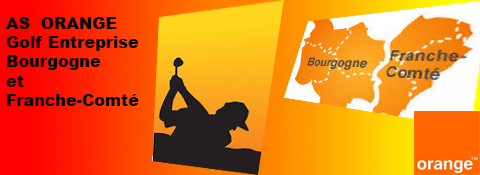 AS ORANGE
Golf Entreprise
Bourgogne
et
Franche-Comté
Bourgogne
Franche-
Comté
orange™